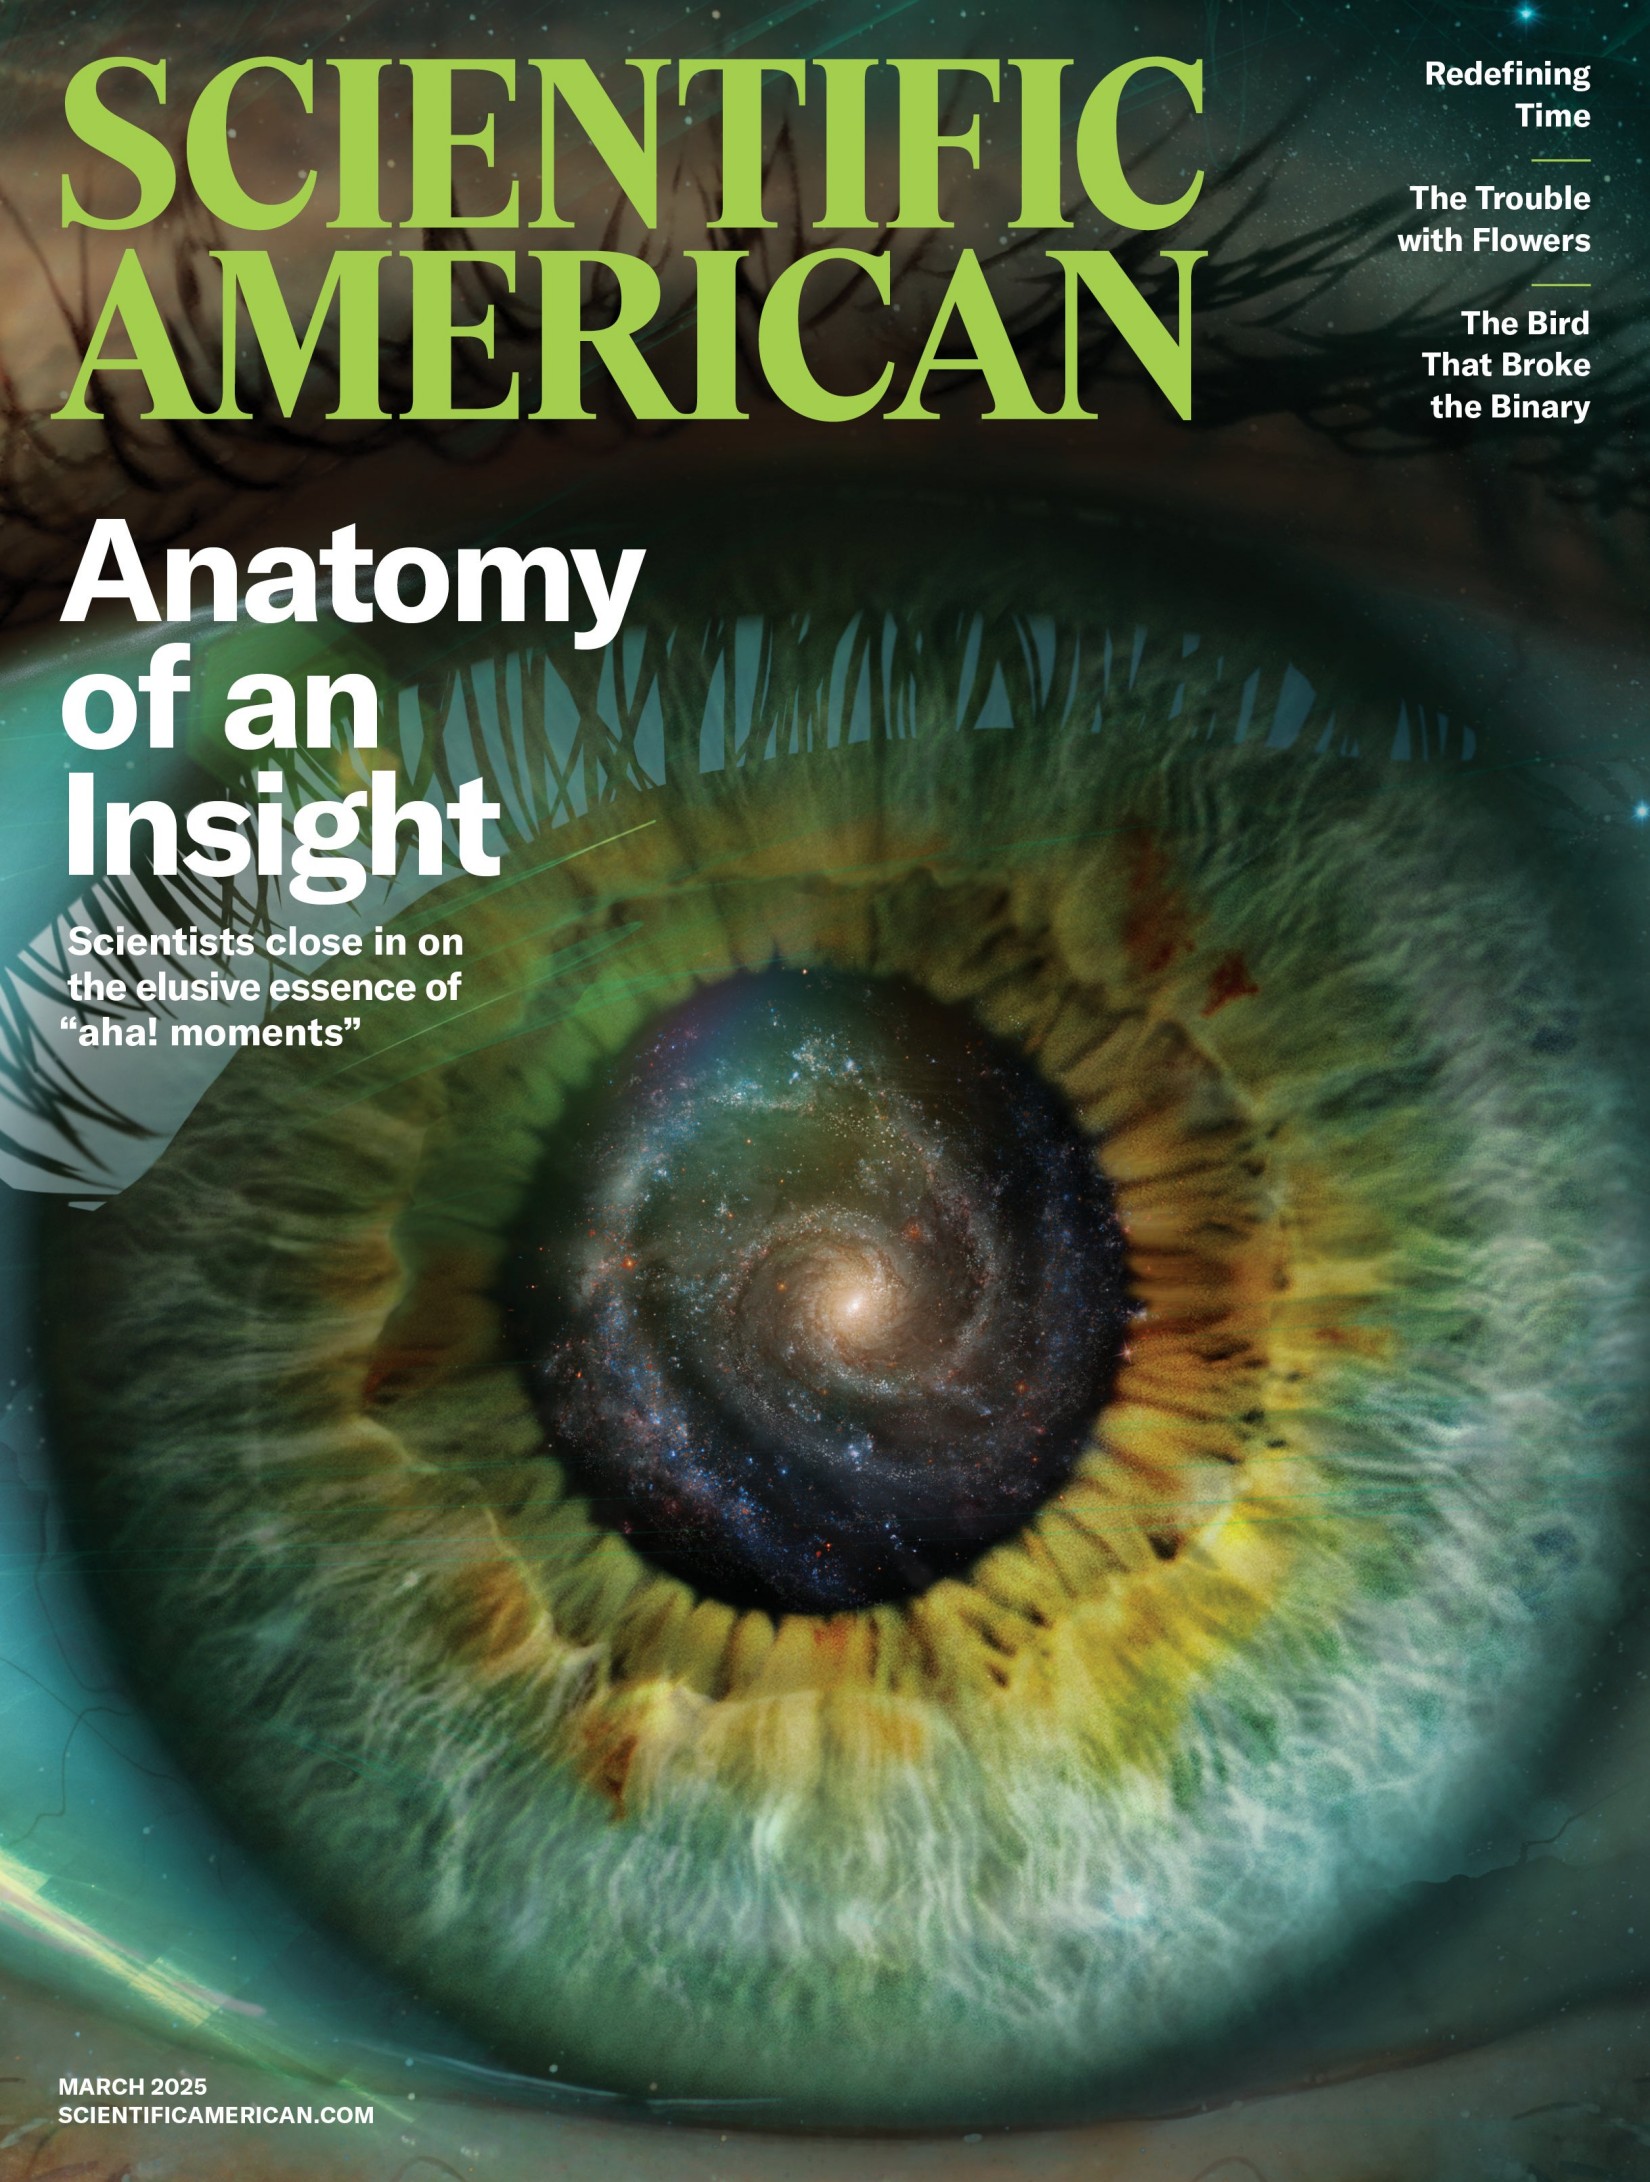 SCIENTIFIC
AMERICAN
Redefining
Time
The Trouble
with Flowers
The Bird
That Broke
the Binary
Anatomy
of an
Insight
Scientists close in on
the elusive essence of
“aha! moments”
MARCH 2025
SCIENTIFICAMERICAN.COM